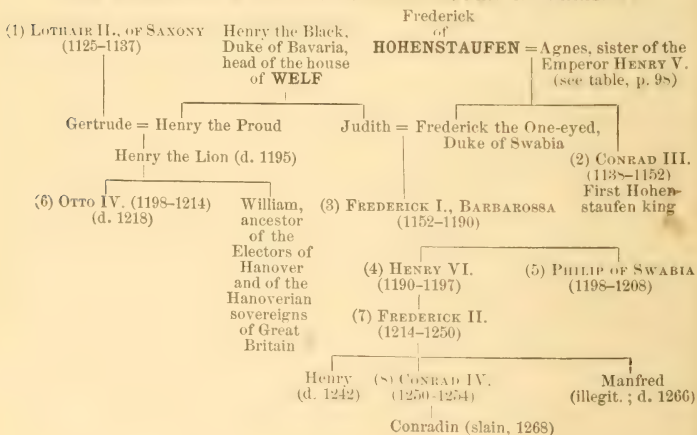 (1) LOTHAIR II., OF SAXONY
(1125-1137)
Henry the Black,
Duke of Bavaria,
head of the house
of WELF
Frederick
of
HOHENSTAUFEN = Agnes, sister of the
Emperor HENRY V.
(see table, p. 98)
Gertrude = Henry the Proud
Judith = Frederick the One-eyed,
Duke of Swabia
Henry the Lion (d. 1195)
(2) CONRAD III.
(1138-1152)
First Hohen-
staufen king
(6) OTTO IV. (1198-1214)
(d. 1218)
William,
ancestor
of the
Electors of
Hanover
and of the
Hanoverian
sovereigns
of Great
Britain
(3) FREDERICK I., BARBAROSSA
(1152-1190)
(4) HENRY VI.
(1190-1197)
(5) PHILIP OF SWABIA
(1198-1208)
(7) FREDERICK II.
(1214-1250)
Henry
(d. 1242)
(8) CONRAD IV.
(1250-1254)
Manfred
(illegit. ; d. 1266)
Conradin (slain, 1268)